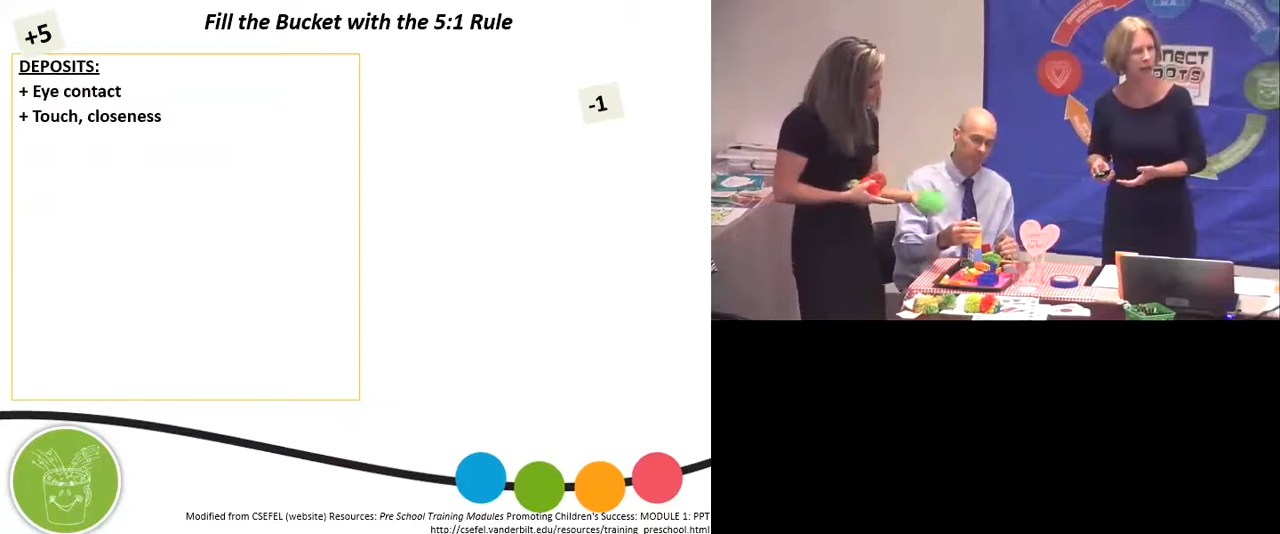 +5
Fill the Bucket with the 5:1 Rule
DEPOSITS:
+ Eye contact
+ Touch, closeness
-1
Modified from CSEFEL (website) Resources: Pre School Training Modules Promoting Children's Success: MODULE 1: PPT
http://csefel.vanderbilt.edu/resources/training_preschool.html